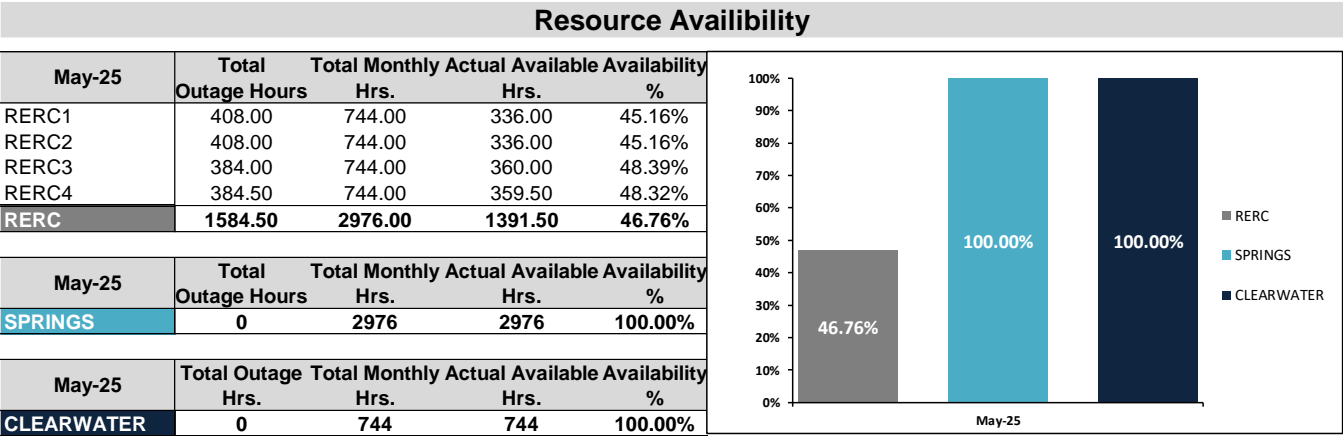 Resource Availibility
May-25 Total Outage Hours Total Monthly Hrs. Actual Available Hrs. Availability %
RERC1 408.00 744.00 336.00 45.16%
RERC2 408.00 744.00 336.00 45.16%
RERC3 384.00 744.00 360.00 48.39%
RERC4 384.50 744.00 359.50 48.32%
RERC 1584.50 2976.00 1391.50 46.76%
May-25 Total Outage Hours Total Monthly Hrs. Actual Available Hrs. Availability %
SPRINGS 0 2976 2976 100.00%
May-25 Total Outage Hrs. Total Monthly Hrs. Actual Available Hrs. Availability %
CLEARWATER 0 744 744 100.00%
100%
90%
80%
70%
60%
50%
40%
30%
20%
10%
0%
46.76%
100.00%
100.00%
May-25
RERC
SPRINGS
CLEARWATER